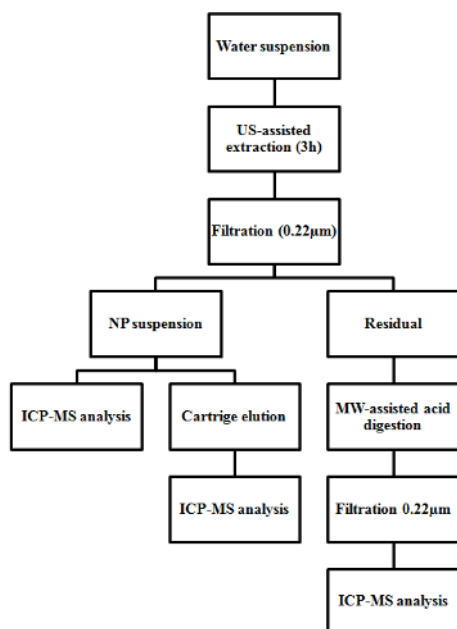 Water suspension
US-assisted
extraction (3h)
Filtration (0.22µm)
NP suspension
Residual
ICP-MS analysis
Cartrige elution
MW-assisted acid
digestion
ICP-MS analysis
Filtration 0.22µm
ICP-MS analysis